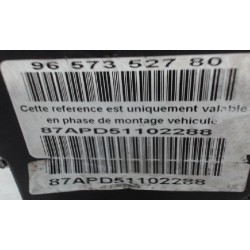 96 573 527 80
Cette reference est uniquement valable
en phase de montage vehicule
87APD51102288
87APD51102288